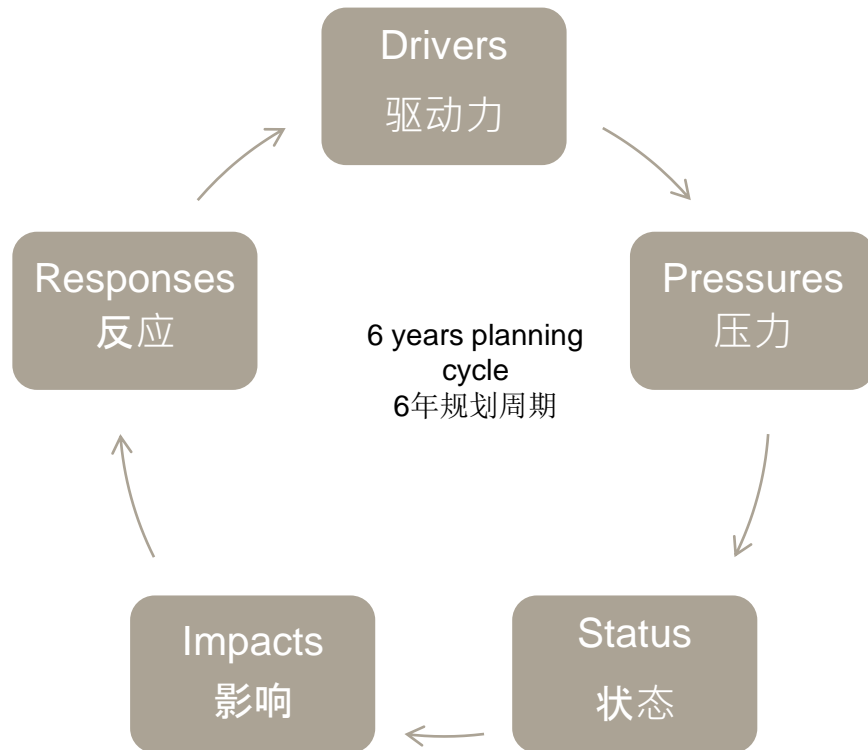 Drivers
驱动力
Pressures
压力
Status
状态
Impacts
影响
Responses
反应
6 years planning
cycle
6年规划周期